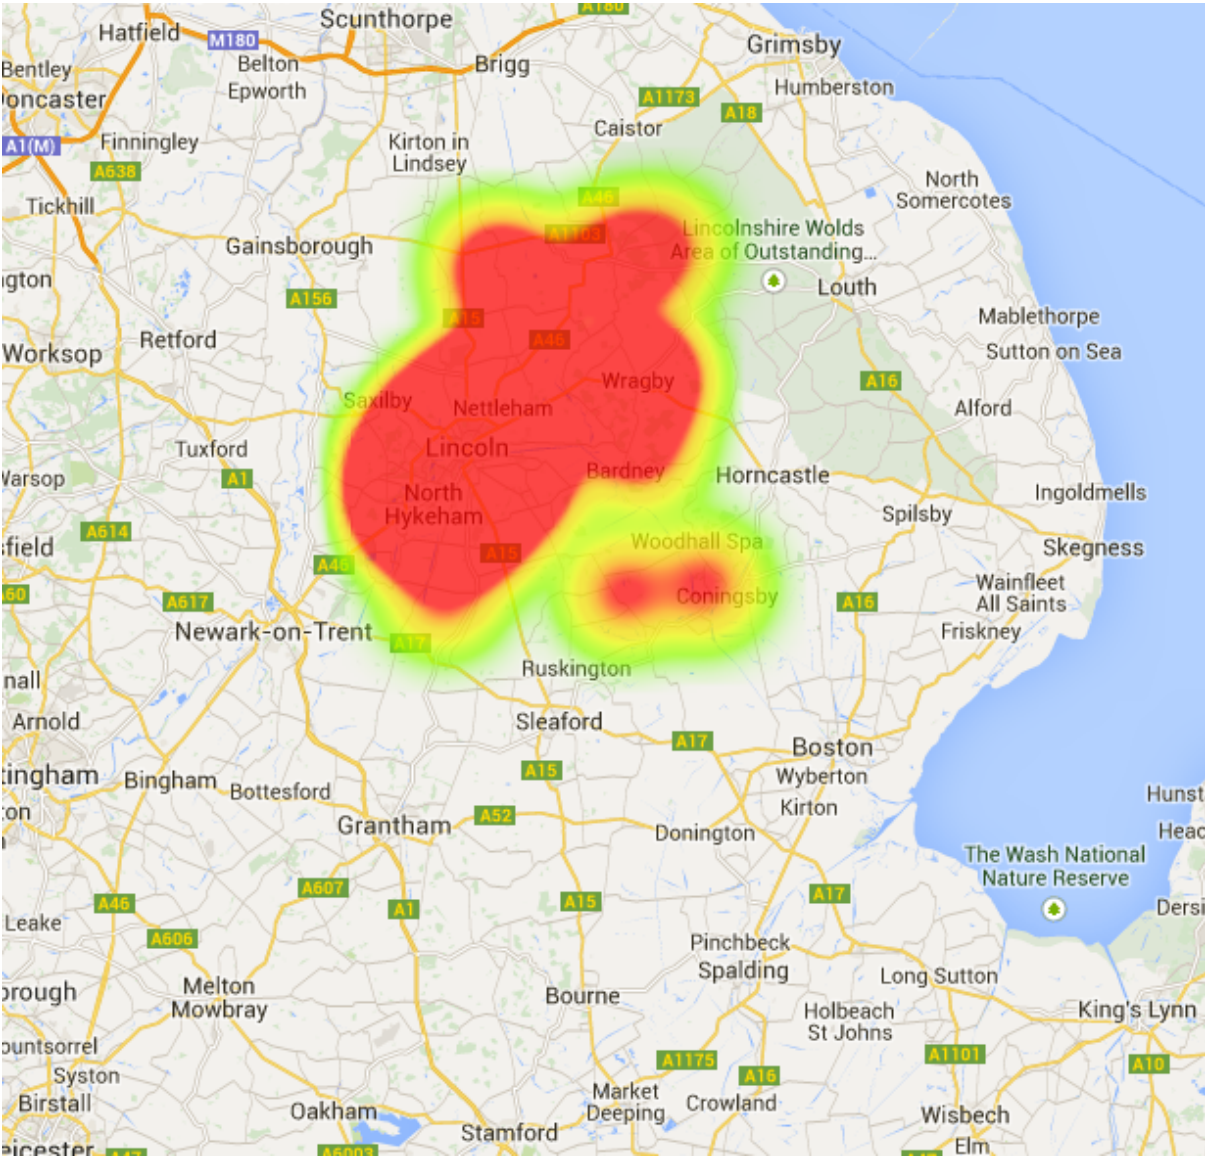 A180
Scunthorpe
Hatfield
M180
Grimsby
Belton
Brigg
Bentley
Humberston
Epworth
A1173
A18
Caistor
Finningley
Kirton in
Lindsey
A1(M)
A638
North
Somercotes
Tickhill
A46
Lincolnshire Wolds
Area of Outstanding...
Gainsborough
A1103
Louth
A156
A15
Mablethorpe
Retford
A46
Sutton on Sea
Worksop
Wragby
A16
Saxilby
Nettleham
Alford
Tuxford
Lincoln
A1
Bardney
Horncastle
North
Hykeham
Ingoldmells
Spilsby
A614
Woodhall Spa
Skegness
A15
A46
Wainfleet
All Saints
A617
Coningsby
A16
Newark-on-Trent
Friskney
A17
Ruskington
Arnold
Sleaford
A17
Boston
A15
Wyberton
Bingham
Bottesford
Kirton
A52
Grantham
Donington
The Wash National
Nature Reserve
A607
A17
A46
A1
A15
Leake
A606
Pinchbeck
Spalding
Long Sutton
Melton
Mowbray
Bourne
Holbeach
St Johns
King's Lynn
A1175
A1101
A10
Syston
A16
Birstall
Oakham
Market
Deeping
Crowland
Wisbech
Stamford
Elm
A6003
A47